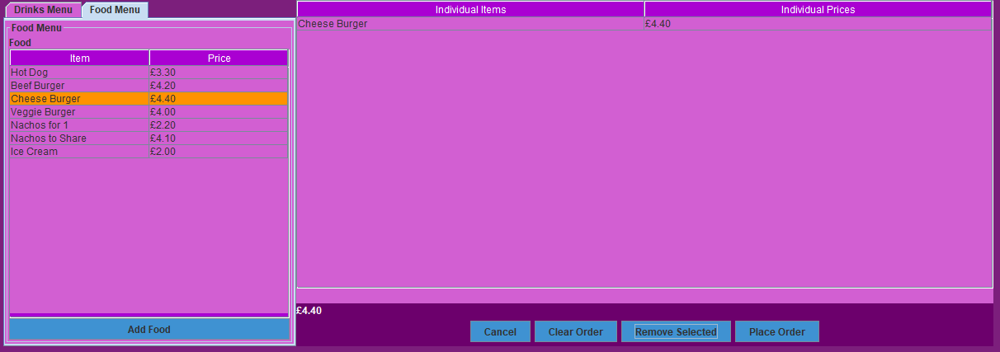 Drinks Menu Food Menu
Food Menu
Food
Item Price
Hot Dog £3.30
Beef Burger £4.20
Cheese Burger £4.40
Veggie Burger £4.00
Nachos for 1 £2.20
Nachos to Share £4.10
Ice Cream £2.00
Add Food
Individual Items Individual Prices
Cheese Burger £4.40
£4.40
Cancel Clear Order Remove Selected Place Order